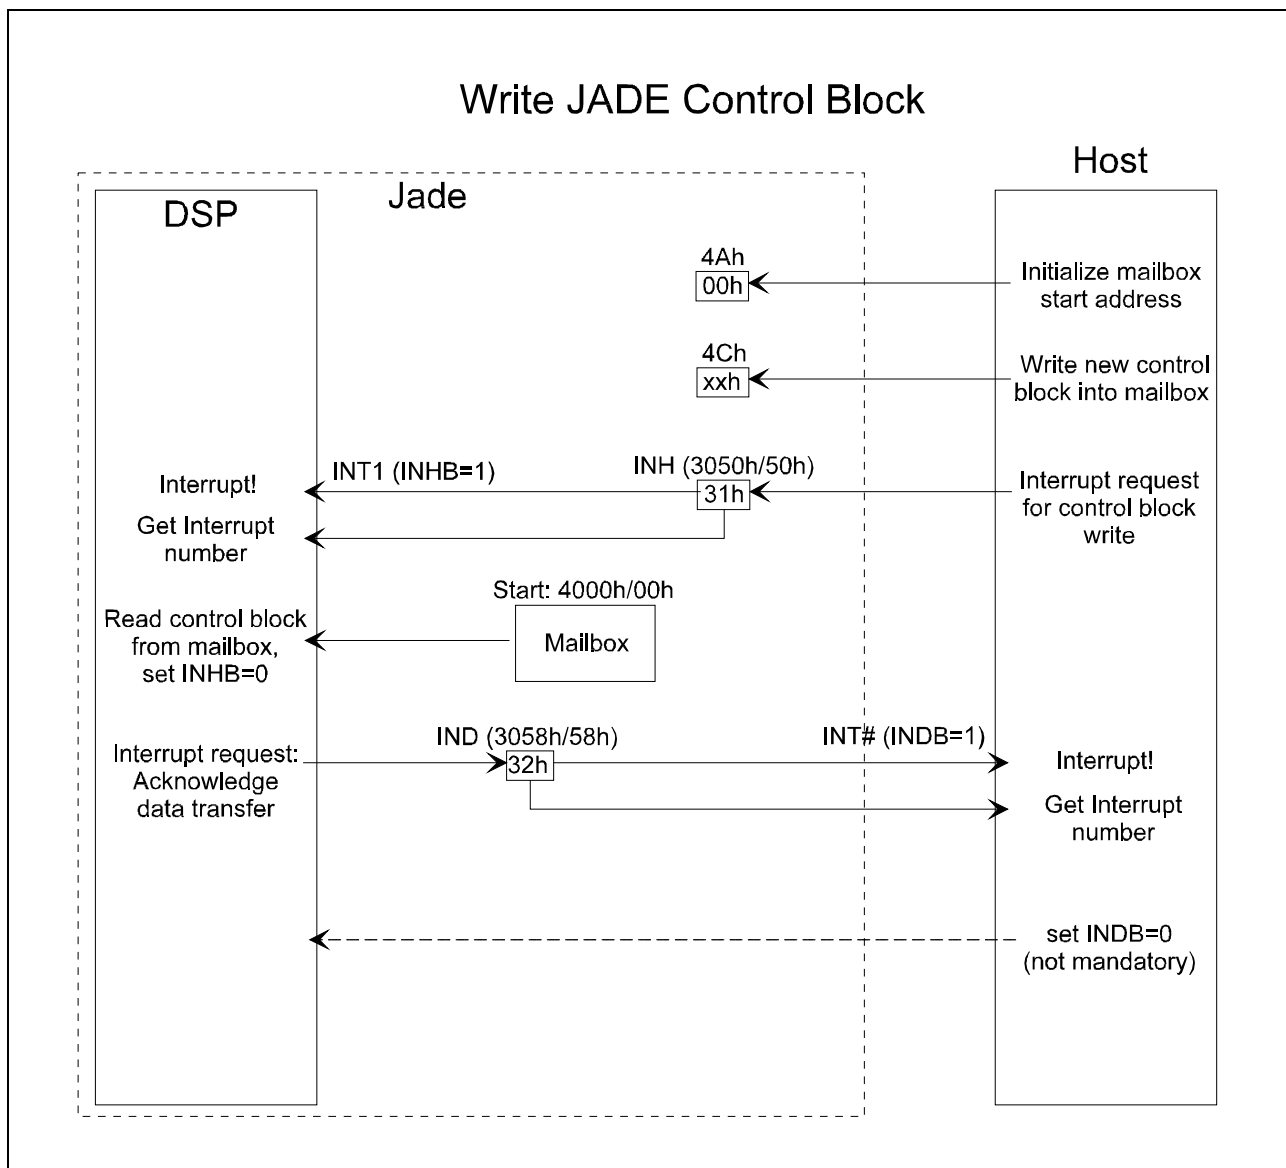 Write JADE Control Block
Host
Jade
DSP
4Ah
00h
Initialize mailbox
start address
4Ch
xxh
Write new control
block into mailbox
INT1 (INHB=1)
INH (3050h/50h)
Interrupt!
31h
Interrupt request
for control block
write
Get Interrupt
number
Start: 4000h/00h
Read control block
from mailbox,
set INHB=0
Mailbox
IND (3058h/58h)
INT# (INDB=1)
Interrupt request:
Acknowledge
data transfer
32h
Interrupt!
Get Interrupt
number
set INDB=0
(not mandatory)